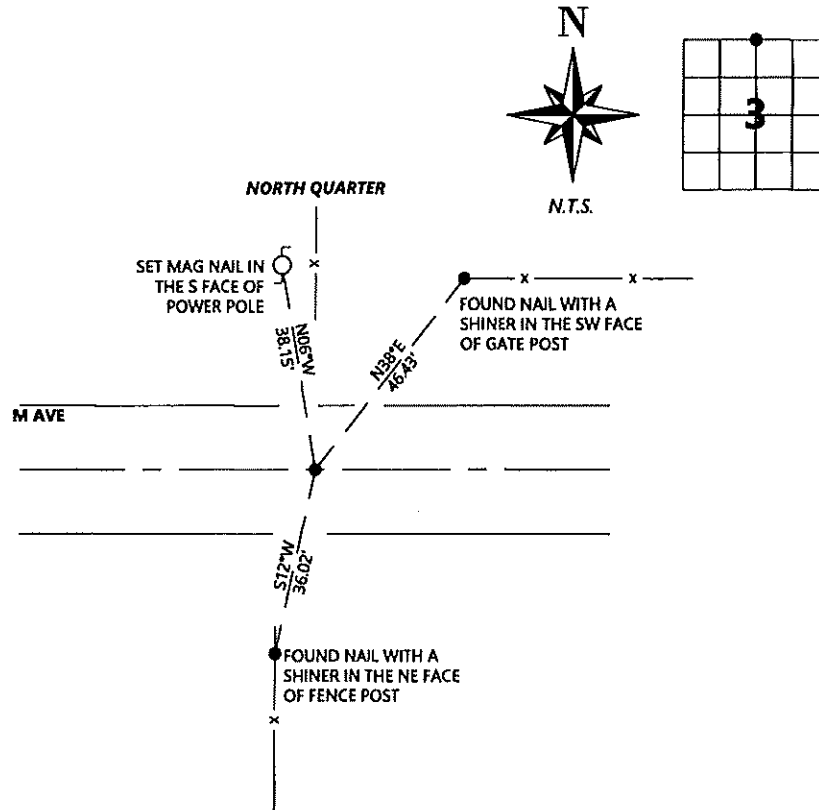 N
3
N.T.S.
NORTH QUARTER
SET MAG NAIL IN
THE S FACE OF
POWER POLE
x
x
x
FOUND NAIL WITH A
SHINER IN THE SW FACE
OF GATE POST
N06°W
38.15'
N38°E
46.43'
M AVE
S12°W
36.02'
FOUND NAIL WITH A
SHINER IN THE NE FACE
OF FENCE POST
x